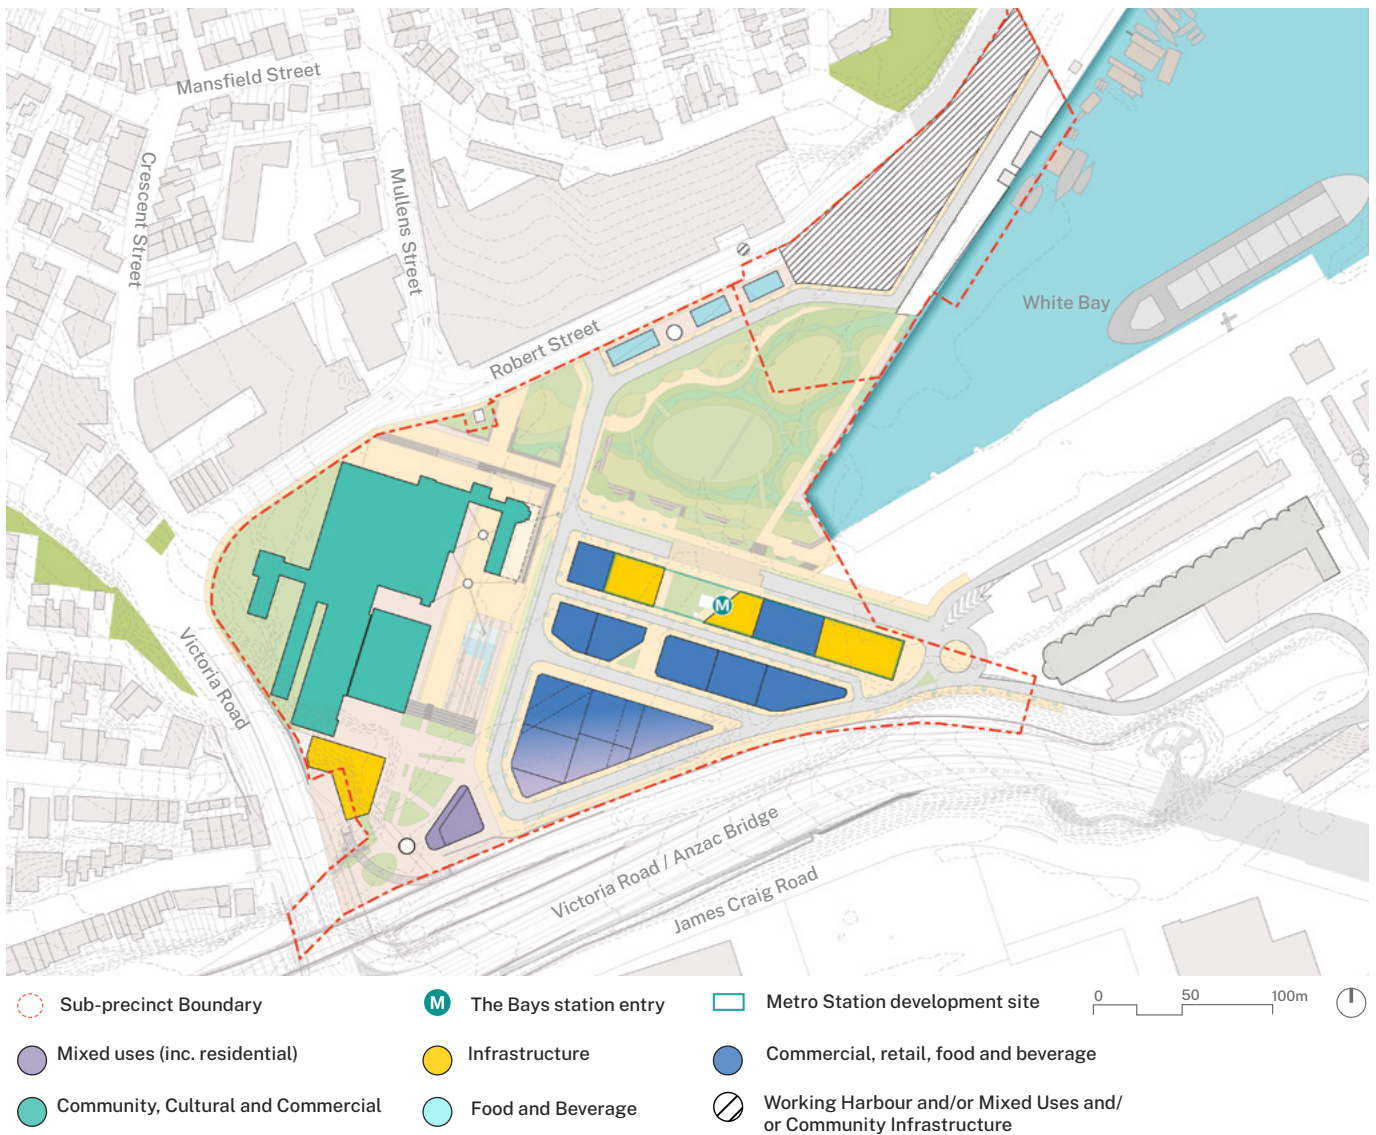 Mansfield Street
Crescent Street
Mullens Street
Robert Street
White Bay
M
Victoria Road
Victoria Road / Anzac Bridge
James Craig Road
Sub-precinct Boundary
M The Bays station entry
Metro Station development site
0 50 100m
Mixed uses (inc. residential)
Infrastructure
Commercial, retail, food and beverage
Community, Cultural and Commercial
Food and Beverage
Working Harbour and/or Mixed Uses and/
or Community Infrastructure